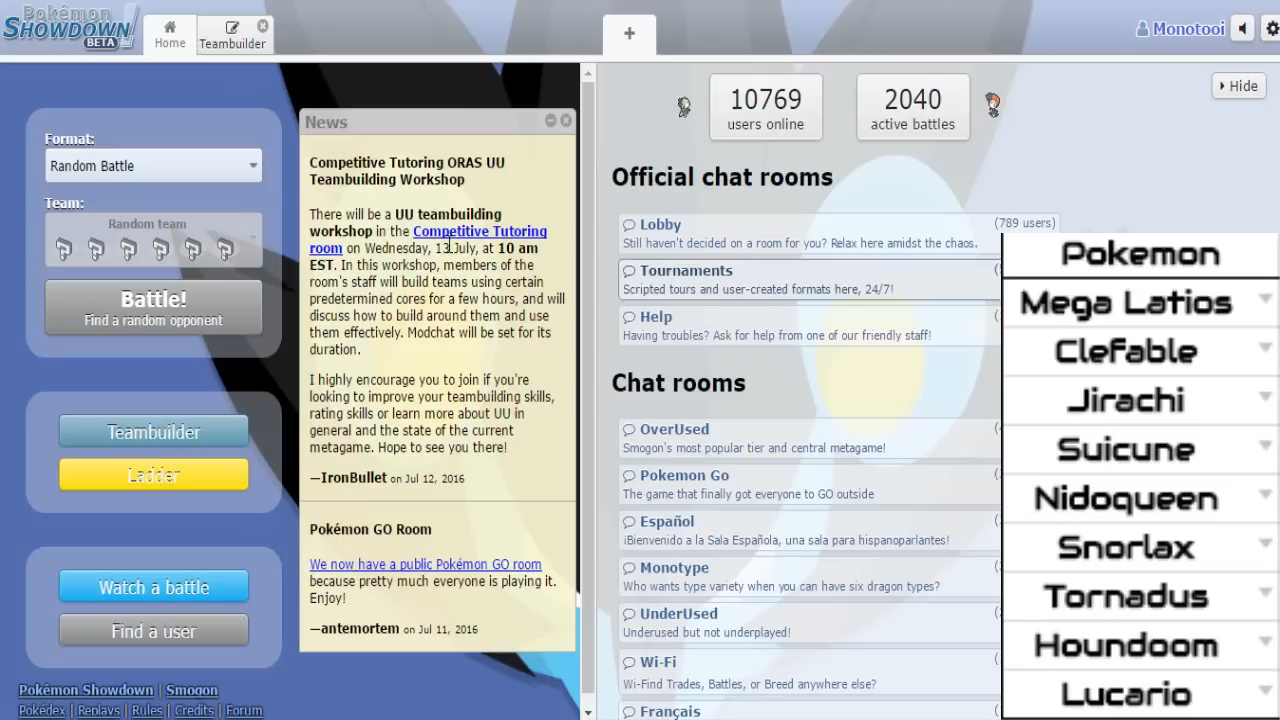 Pokémon
SHOWDOWN!
BETA
Home
Teambuilder
+
Monotooi
Format:
Random Battle
Team:
Random team
Battle!
Find a random opponent
Teambuilder
Ladder
Watch a battle
Find a user
Pokémon Showdown | Smogon
Pokédex | Replays | Rules | Credits | Forum
News
Competitive Tutoring ORAS UU
Teambuilding Workshop
There will be a UU teambuilding
workshop in the Competitive Tutoring
room on Wednesday, 13 July, at 10 am
EST. In this workshop, members of the
room's staff will build teams using certain
predetermined cores for a few hours, and will
discuss how to build around them and use
them effectively. Modchat will be set for its
duration.
I highly encourage you to join if you're
looking to improve your teambuilding skills,
rating skills or learn more about UU in
general and the state of the current
metagame. Hope to see you there!
—IronBullet on Jul 12, 2016
Pokémon GO Room
We now have a public Pokémon GO room
because pretty much everyone is playing it.
Enjoy!
—antemortem on Jul 11, 2016
10769
users online
2040
active battles
Hide
Official chat rooms
Lobby (789 users)
Still haven't decided on a room for you? Relax here amidst the chaos.
Tournaments
Scripted tours and user-created formats here, 24/7!
Help
Having troubles? Ask for help from one of our friendly staff!
Chat rooms
OverUsed
Smogon's most popular tier and central metagame!
Pokemon Go
The game that finally got everyone to GO outside
Español
¡Bienvenido a la Sala Española, una sala para hispanoparlantes!
Monotype
Who wants type variety when you can have six dragon types?
UnderUsed
Underused but not underplayed!
Wi-Fi
Wi-Find Trades, Battles, or Breed anywhere else?
Français
Pokemon
Mega Latios
Clefable
Jirachi
Suicune
Nidoqueen
Snorlax
Tornadus
Houndoom
Lucario